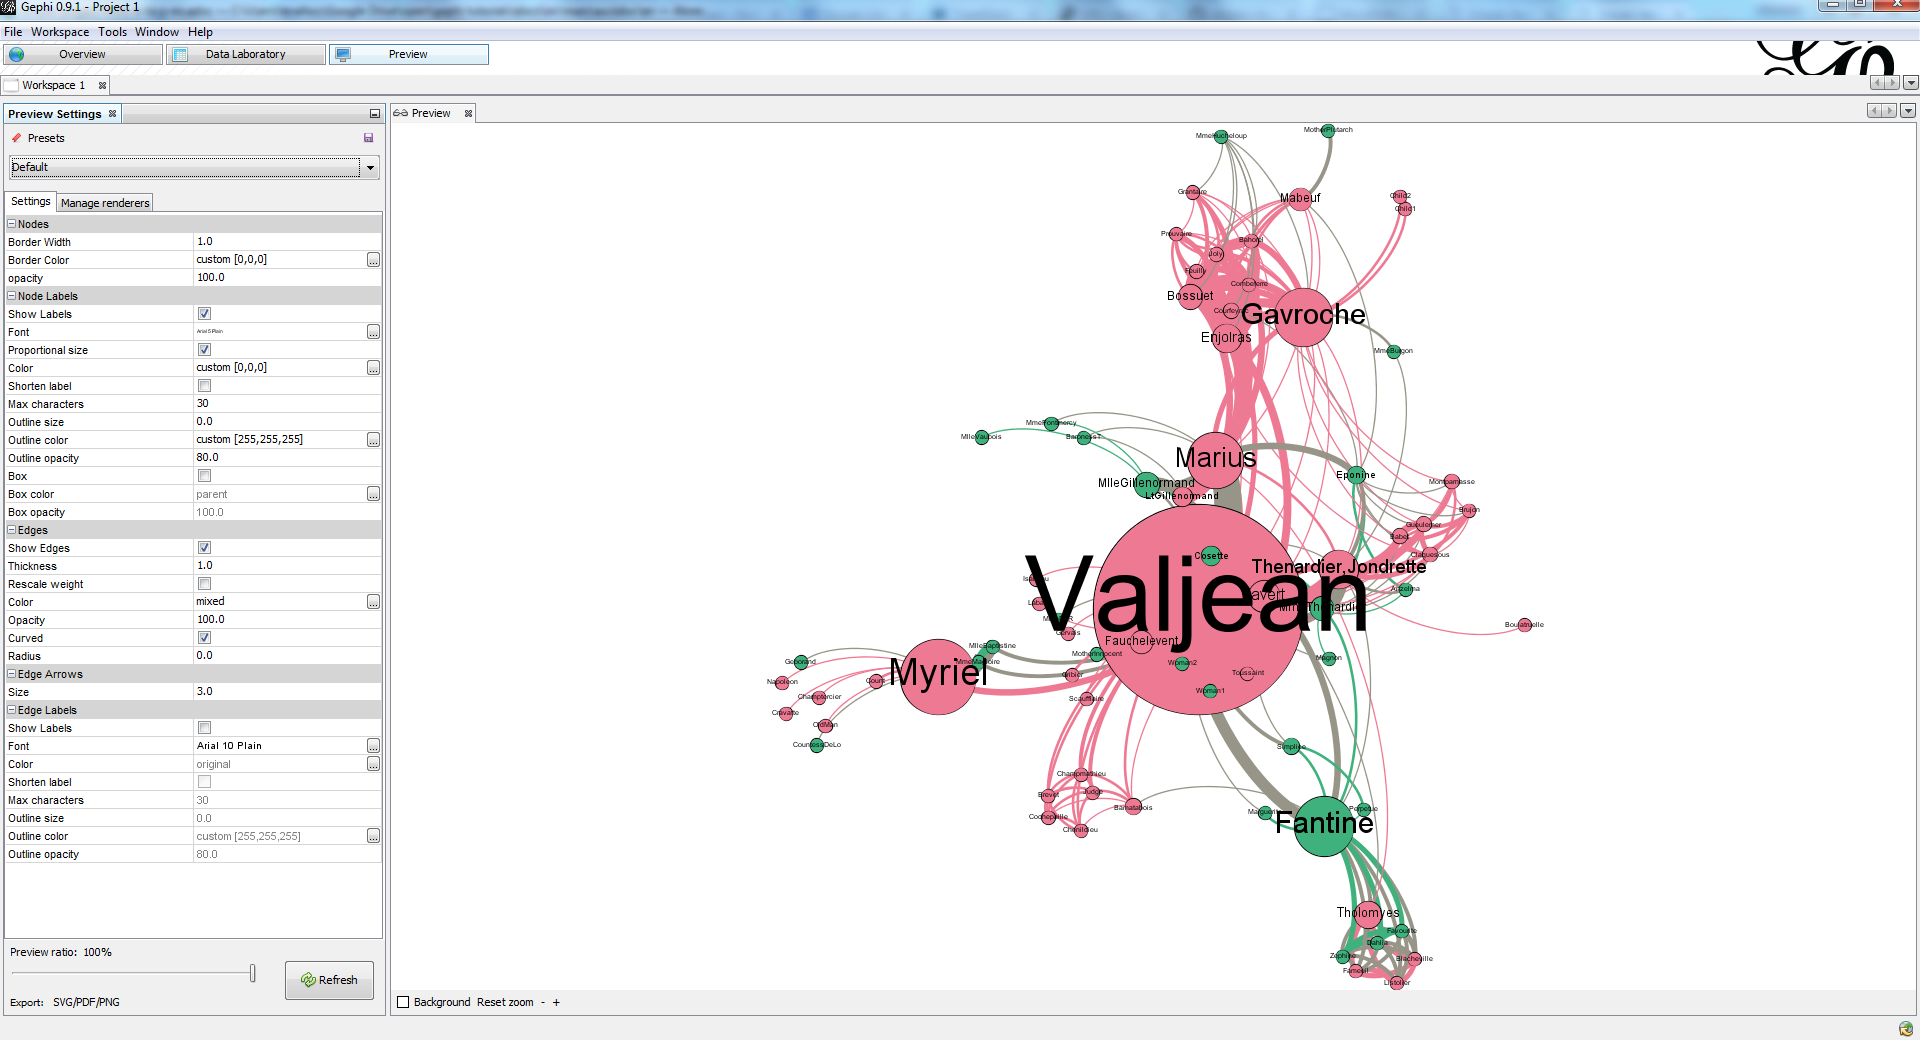 Gephi 0.9.1 - Project 1
File Workspace Tools Window Help
Overview Data Laboratory Preview
Workspace 1
Preview Settings
Presets
Default
Settings Manage renderers
Nodes
Border Width 1.0
Border Color custom [0,0,0] ...
opacity 100.0
Node Labels
Show Labels
Font Arial 5 Plain ...
Proportional size
Color custom [0,0,0] ...
Shorten label
Max characters 30
Outline size 0.0
Outline color custom [255,255,255] ...
Outline opacity 80.0
Box
Box color parent ...
Box opacity 100.0
Edges
Show Edges
Thickness 1.0
Rescale weight
Color mixed ...
Opacity 100.0
Curved
Radius 0.0
Edge Arrows
Size 3.0
Edge Labels
Show Labels
Font Arial 10 Plain ...
Color original ...
Shorten label
Max characters 30
Outline size 0.0
Outline color custom [255,255,255] ...
Outline opacity 80.0
Preview ratio: 100%
Refresh
Export: SVG/PDF/PNG
Preview
MotherPlutarch
MmeHucheloup
Grantaire
Mabeuf
Child2
Child1
Prouvaire
Bahorel
Joly
Feuilly
Combeferre
Bossuet
Courfeyrac
Gavroche
Enjolras
MmeBurgon
MmePontmercy
MlleVaubois
BaronessT
Marius
Eponine
MlleGillenormand
LtGillenormand
Montparnasse
Brujon
Gueulemer
Babet
Claquesous
Cosette
Thenardier,Jondrette
Valjean
Anzelma
Boulatruelle
Gervais
Fauchelevent
MlleBaptistine
MotherInnocent
MmeMagloire
Magnon
Woman2
Geborand
Myriel
Toussaint
Gribier
Napoleon
Count
Woman1
Champtercier
Scaufflaire
Cravatte
OldMan
CountessDeLo
Simplice
Champmathieu
Judge
Brevet
Bamatabois
Perpetue
Marguerite
Cochepaille
Fantine
Chenildieu
Tholomyes
Favourite
Dahlia
Zephine
Blacheville
Fameuil
Listolier
Background Reset zoom - +